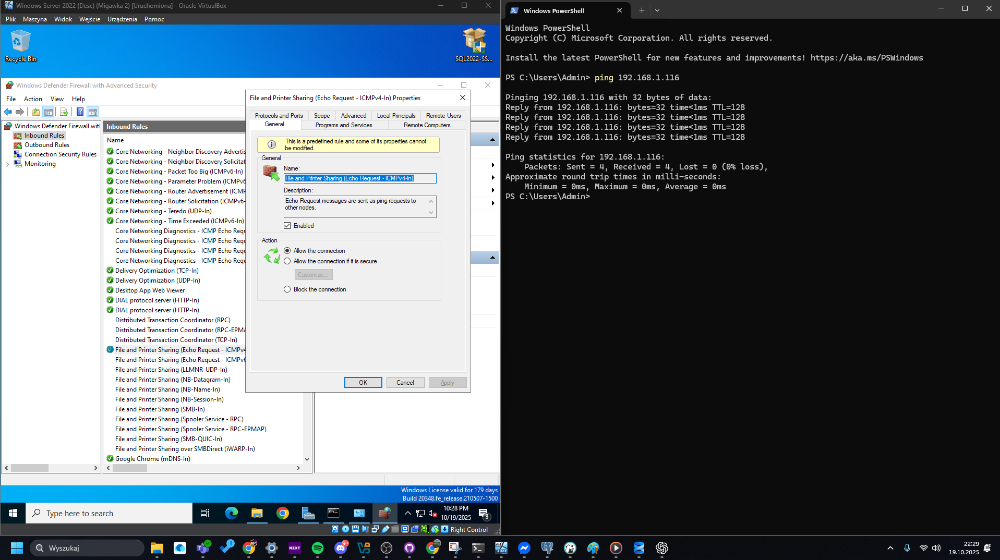 Windows Server 2022 (Desc) (Migawka 2) [Uruchomiona] - Oracle VirtualBox
Plik Maszyna Widok Wejście Urządzenia Pomoc
Recycle Bin
SQL2022-SS...
Windows Defender Firewall with Advanced Security
File Action View Help
Windows Defender Firewall with
Inbound Rules
Outbound Rules
Connection Security Rules
Monitoring
Inbound Rules
Name
Core Networking - Neighbor Discovery Advertis
Core Networking - Neighbor Discovery Solicitat
Core Networking - Packet Too Big (ICMPv6-In)
Core Networking - Parameter Problem (ICMPv6
Core Networking - Router Advertisement (ICMP
Core Networking - Router Solicitation (ICMPv6-
Core Networking - Teredo (UDP-In)
Core Networking - Time Exceeded (ICMPv6-In)
Core Networking Diagnostics - ICMP Echo Requ
Core Networking Diagnostics - ICMP Echo Requ
Core Networking Diagnostics - ICMP Echo Requ
Core Networking Diagnostics - ICMP Echo Requ
Delivery Optimization (TCP-In)
Delivery Optimization (UDP-In)
Desktop App Web Viewer
DIAL protocol server (HTTP-In)
DIAL protocol server (HTTP-In)
Distributed Transaction Coordinator (RPC)
Distributed Transaction Coordinator (RPC-EPMA
Distributed Transaction Coordinator (TCP-In)
File and Printer Sharing (Echo Request - ICMPv4
File and Printer Sharing (Echo Request - ICMPv6
File and Printer Sharing (LLMNR-UDP-In)
File and Printer Sharing (NB-Datagram-In)
File and Printer Sharing (NB-Name-In)
File and Printer Sharing (NB-Session-In)
File and Printer Sharing (SMB-In)
File and Printer Sharing (Spooler Service - RPC)
File and Printer Sharing (Spooler Service - RPC-EPMAP)
File and Printer Sharing (SMB-QUIC-In)
File and Printer Sharing over SMBDirect (iWARP-In)
Google Chrome (mDNS-In)
File and Printer Sharing (Echo Request - ICMPv4-In) Properties
Protocols and Ports Scope Advanced Local Principals Remote Users
General Programs and Services Remote Computers
This is a predefined rule and some of its properties cannot
be modified.
General
Name:
File and Printer Sharing (Echo Request - ICMPv4-In)
Description:
Echo Request messages are sent as ping requests to
other nodes.
Enabled
Action
Allow the connection
Allow the connection if it is secure
Customize...
Block the connection
OK Cancel Apply
Windows License valid for 179 days
Build 20348.fe_release.210507-1500
Type here to search
10:28 PM
10/19/2025
3
Right Control
Windows PowerShell
Windows PowerShell
Copyright (C) Microsoft Corporation. All rights reserved.
Install the latest PowerShell for new features and improvements! https://aka.ms/PSWindows
PS C:\Users\Admin> ping 192.168.1.116
Pinging 192.168.1.116 with 32 bytes of data:
Reply from 192.168.1.116: bytes=32 time<1ms TTL=128
Reply from 192.168.1.116: bytes=32 time<1ms TTL=128
Reply from 192.168.1.116: bytes=32 time<1ms TTL=128
Reply from 192.168.1.116: bytes=32 time<1ms TTL=128
Ping statistics for 192.168.1.116:
Packets: Sent = 4, Received = 4, Lost = 0 (0% loss),
Approximate round trip times in milli-seconds:
Minimum = 0ms, Maximum = 0ms, Average = 0ms
PS C:\Users\Admin>
Wyszukaj
1
RP
NZXT
9+
2022
22:29
19.10.2025